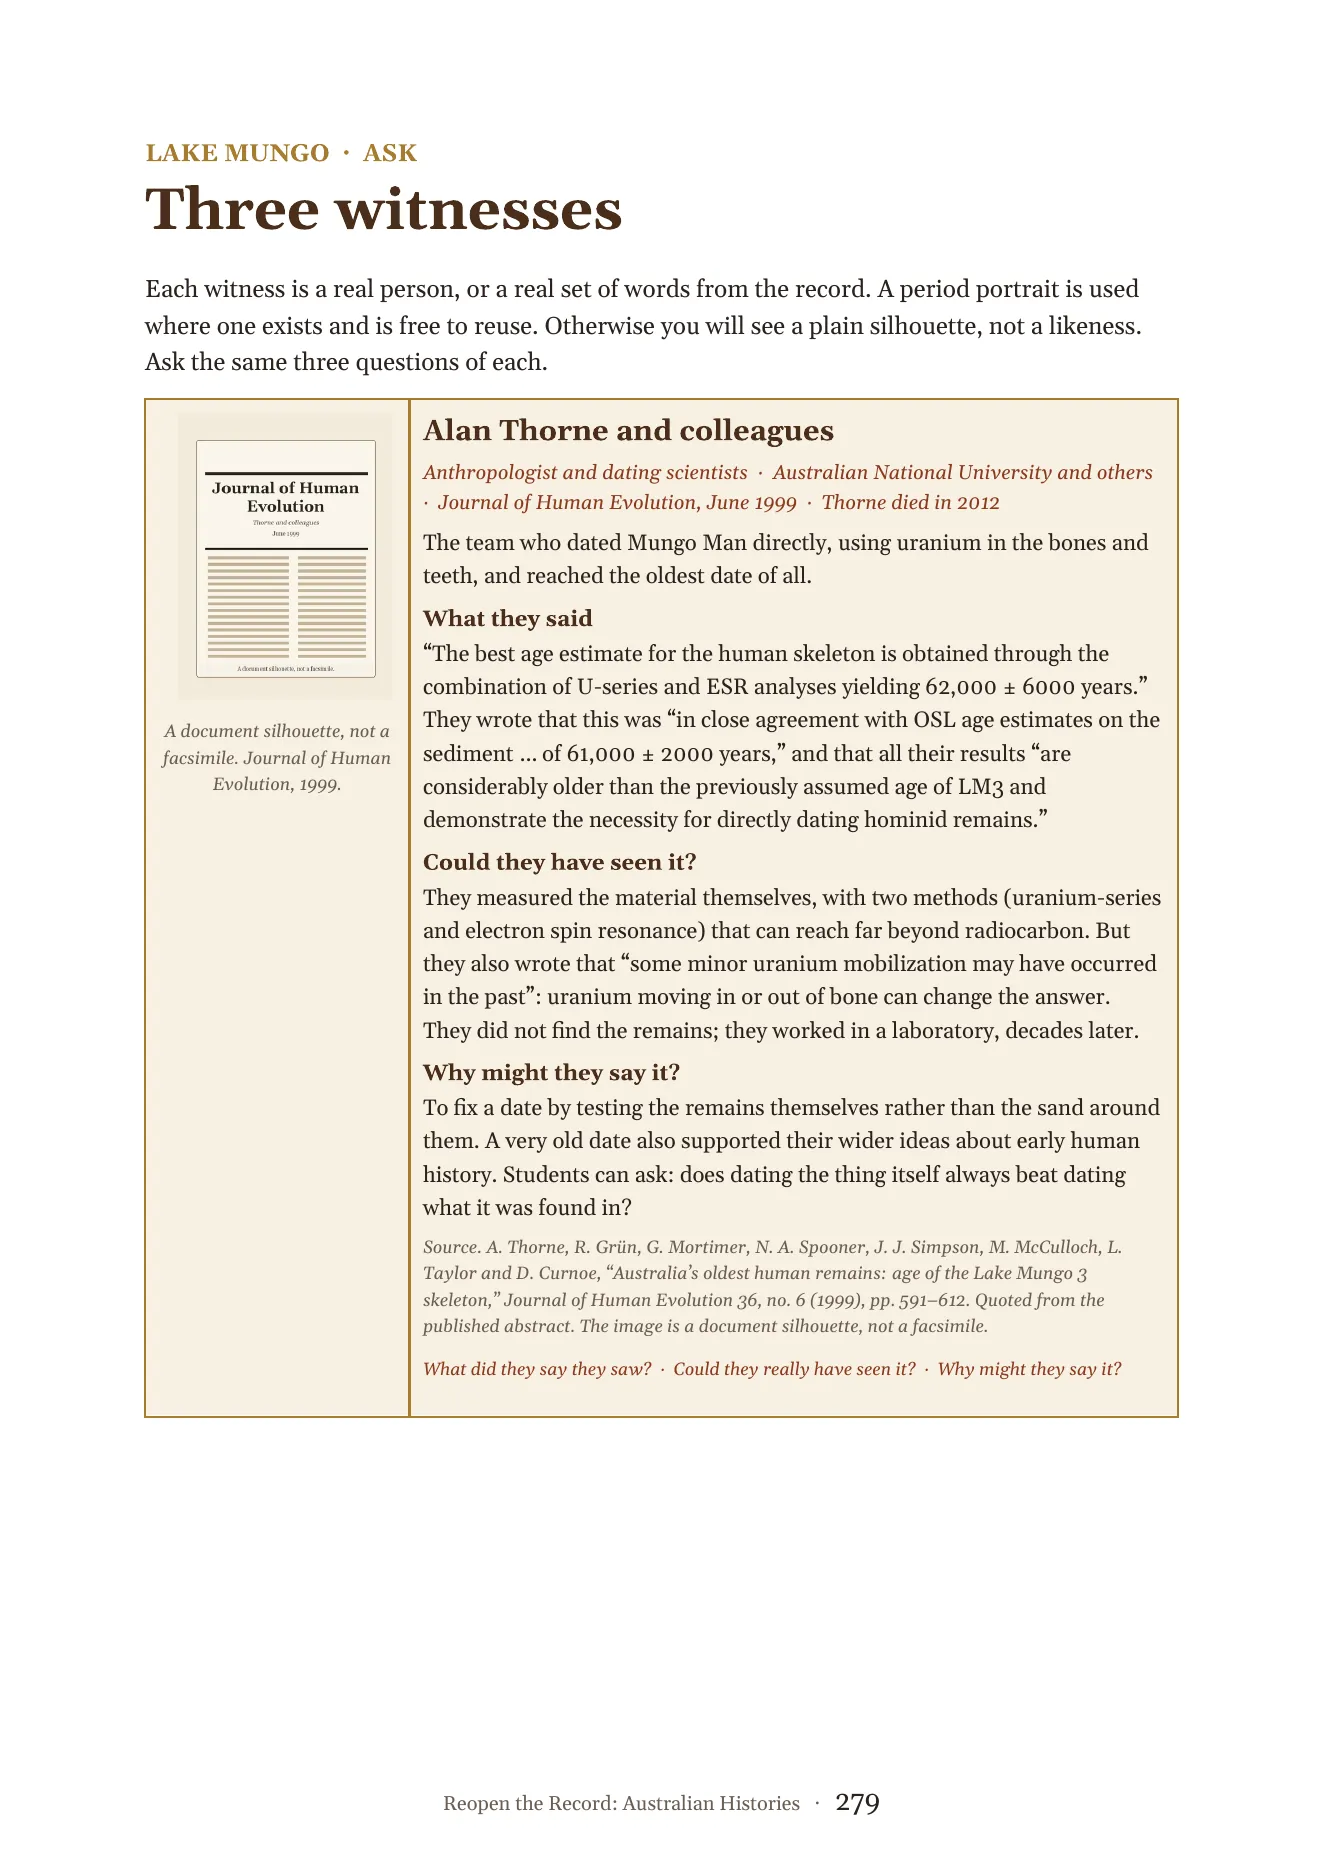 LAKE MUNGO · ASK
Three witnesses
Each witness is a real person, or a real set of words from the record. A period portrait is used
where one exists and is free to reuse. Otherwise you will see a plain silhouette, not a likeness.
Ask the same three questions of each.
Journal of Human
Evolution
Thorne and colleagues
June 1999
A document silhouette, not a facsimile.
A document silhouette, not a
facsimile. Journal of Human
Evolution, 1999.
Alan Thorne and colleagues
Anthropologist and dating scientists · Australian National University and others
· Journal of Human Evolution, June 1999 · Thorne died in 2012
The team who dated Mungo Man directly, using uranium in the bones and
teeth, and reached the oldest date of all.
What they said
“The best age estimate for the human skeleton is obtained through the
combination of U-series and ESR analyses yielding 62,000 ± 6000 years.”
They wrote that this was “in close agreement with OSL age estimates on the
sediment … of 61,000 ± 2000 years,” and that all their results “are
considerably older than the previously assumed age of LM3 and
demonstrate the necessity for directly dating hominid remains.”
Could they have seen it?
They measured the material themselves, with two methods (uranium-series
and electron spin resonance) that can reach far beyond radiocarbon. But
they also wrote that “some minor uranium mobilization may have occurred
in the past”: uranium moving in or out of bone can change the answer.
They did not find the remains; they worked in a laboratory, decades later.
Why might they say it?
To fix a date by testing the remains themselves rather than the sand around
them. A very old date also supported their wider ideas about early human
history. Students can ask: does dating the thing itself always beat dating
what it was found in?
Source. A. Thorne, R. Grün, G. Mortimer, N. A. Spooner, J. J. Simpson, M. McCulloch, L.
Taylor and D. Curnoe, “Australia’s oldest human remains: age of the Lake Mungo 3
skeleton,” Journal of Human Evolution 36, no. 6 (1999), pp. 591–612. Quoted from the
published abstract. The image is a document silhouette, not a facsimile.
What did they say they saw? · Could they really have seen it? · Why might they say it?
Reopen the Record: Australian Histories · 279